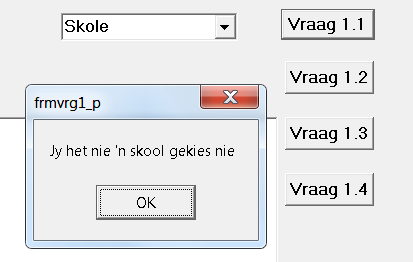 Skole
Vraag 1.1
Vraag 1.2
frmvrg1_p
Jy het nie 'n skool gekies nie
Vraag 1.3
OK
Vraag 1.4